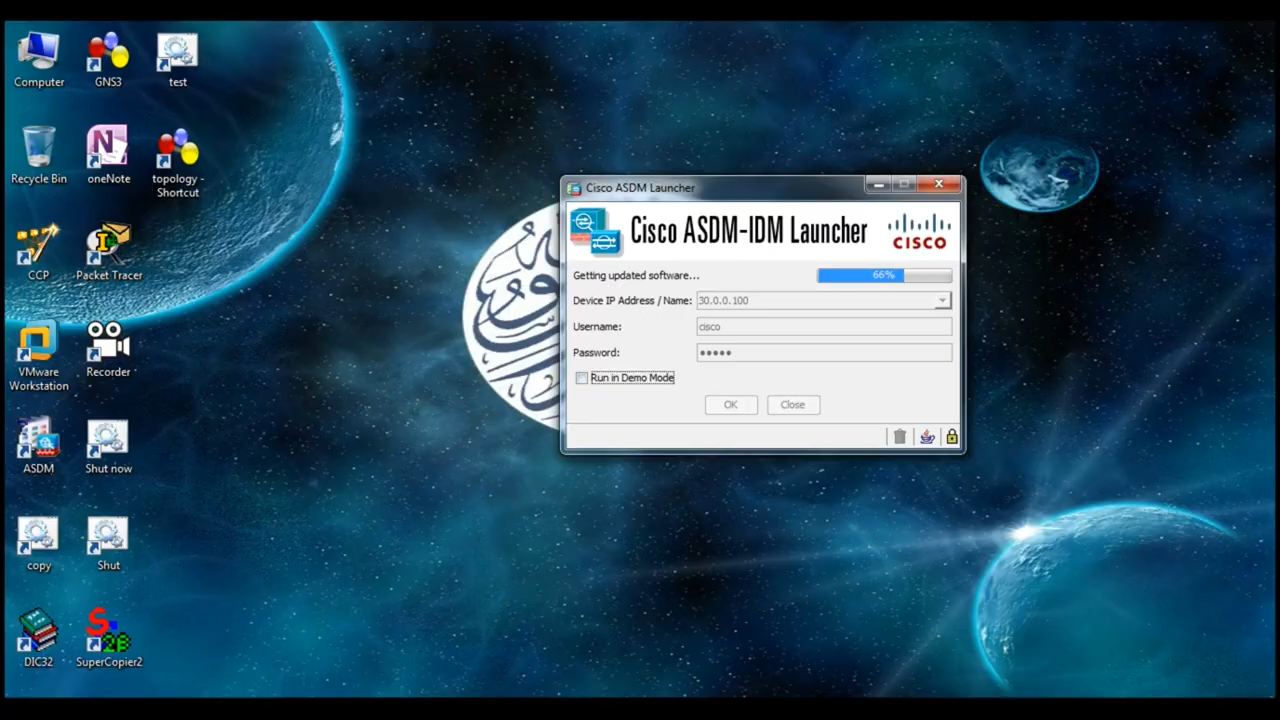 Computer
GNS3
test
Recycle Bin
oneNote
topology -
Shortcut
CCP
Packet Tracer
VMware
Workstation
Recorder
ASDM
Shut now
copy
Shut
DIC32
SuperCopier2
Cisco ASDM Launcher
Cisco ASDM-IDM Launcher
CISCO
Getting updated software...
66%
Device IP Address / Name:
30.0.0.100
Username:
cisco
Password:
•••••
Run in Demo Mode
OK
Close